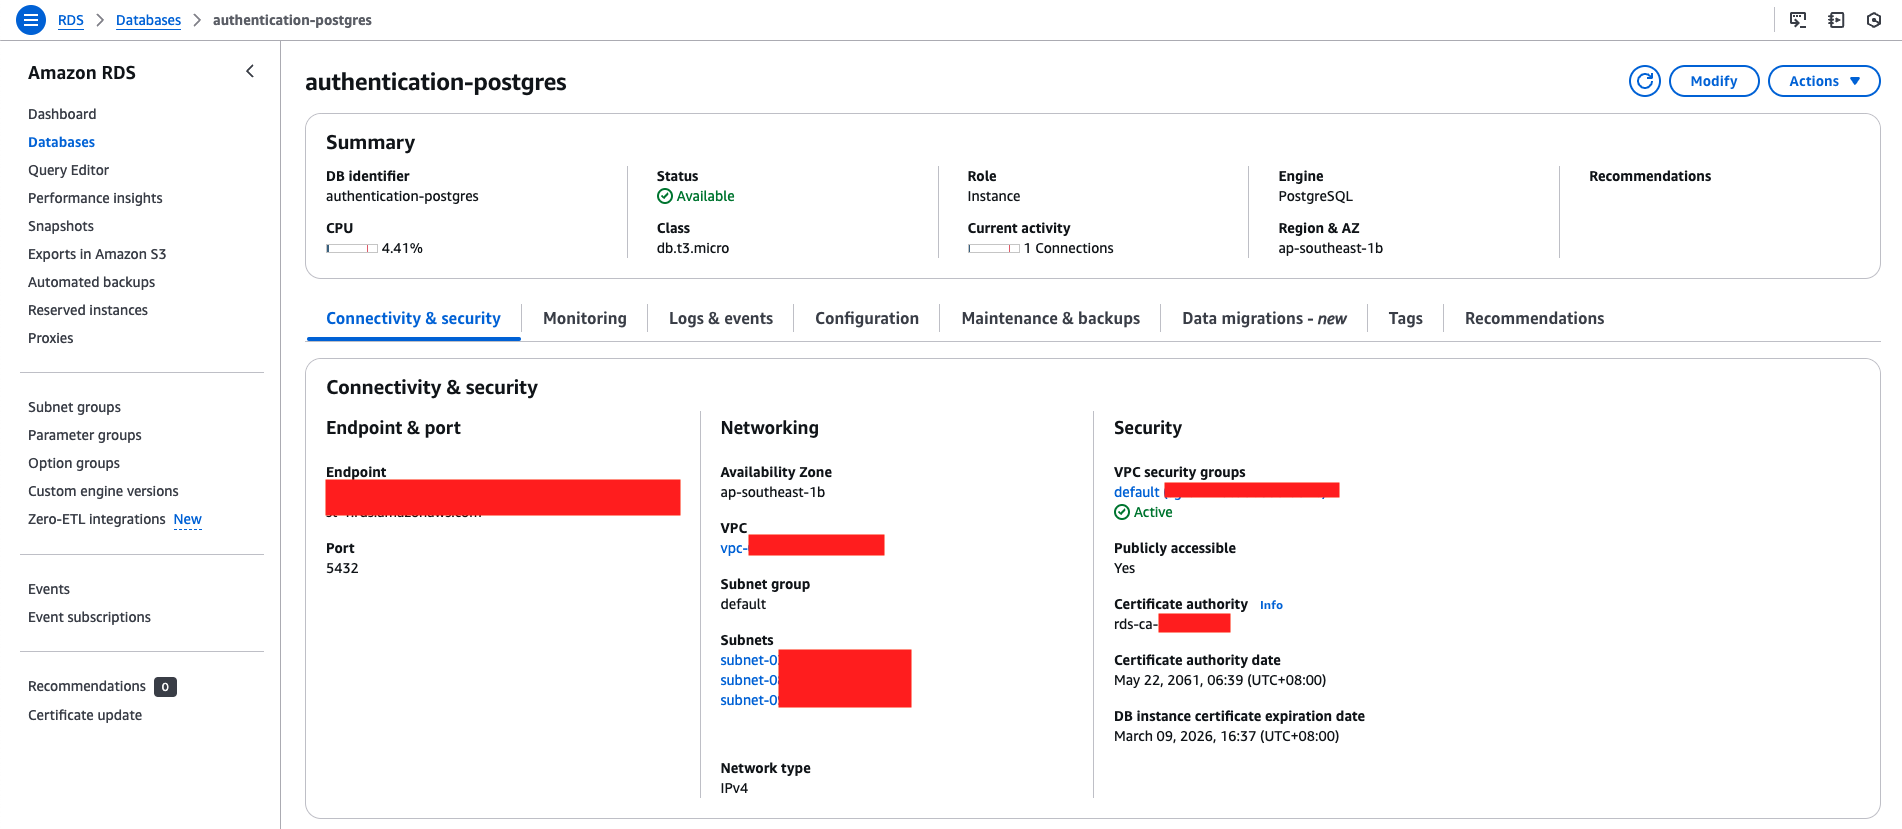 RDS > Databases > authentication-postgres
Amazon RDS
Dashboard
Databases
Query Editor
Performance insights
Snapshots
Exports in Amazon S3
Automated backups
Reserved instances
Proxies
Subnet groups
Parameter groups
Option groups
Custom engine versions
Zero-ETL integrations New
Events
Event subscriptions
Recommendations 0
Certificate update
authentication-postgres
Modify
Actions
Summary
DB identifier
authentication-postgres
CPU
4.41%
Status
Available
Class
db.t3.micro
Role
Instance
Current activity
1 Connections
Engine
PostgreSQL
Region & AZ
ap-southeast-1b
Recommendations
Connectivity & security
Monitoring
Logs & events
Configuration
Maintenance & backups
Data migrations - new
Tags
Recommendations
Connectivity & security
Endpoint & port
Endpoint
Port
5432
Networking
Availability Zone
ap-southeast-1b
VPC
vpc-
Subnet group
default
Subnets
subnet-0
subnet-0
subnet-0
Network type
IPv4
Security
VPC security groups
default
Active
Publicly accessible
Yes
Certificate authority Info
rds-ca-
Certificate authority date
May 22, 2061, 06:39 (UTC+08:00)
DB instance certificate expiration date
March 09, 2026, 16:37 (UTC+08:00)